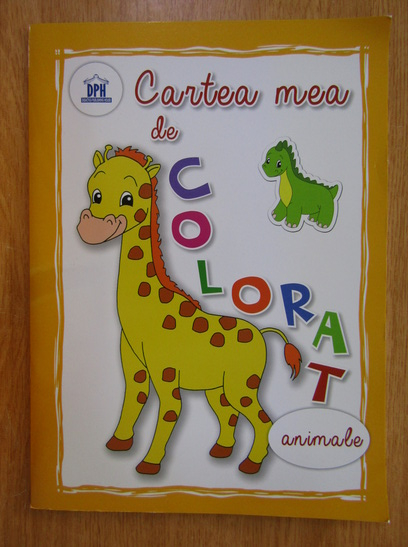 DPH
Cartea mea
de
COLORAT
animale